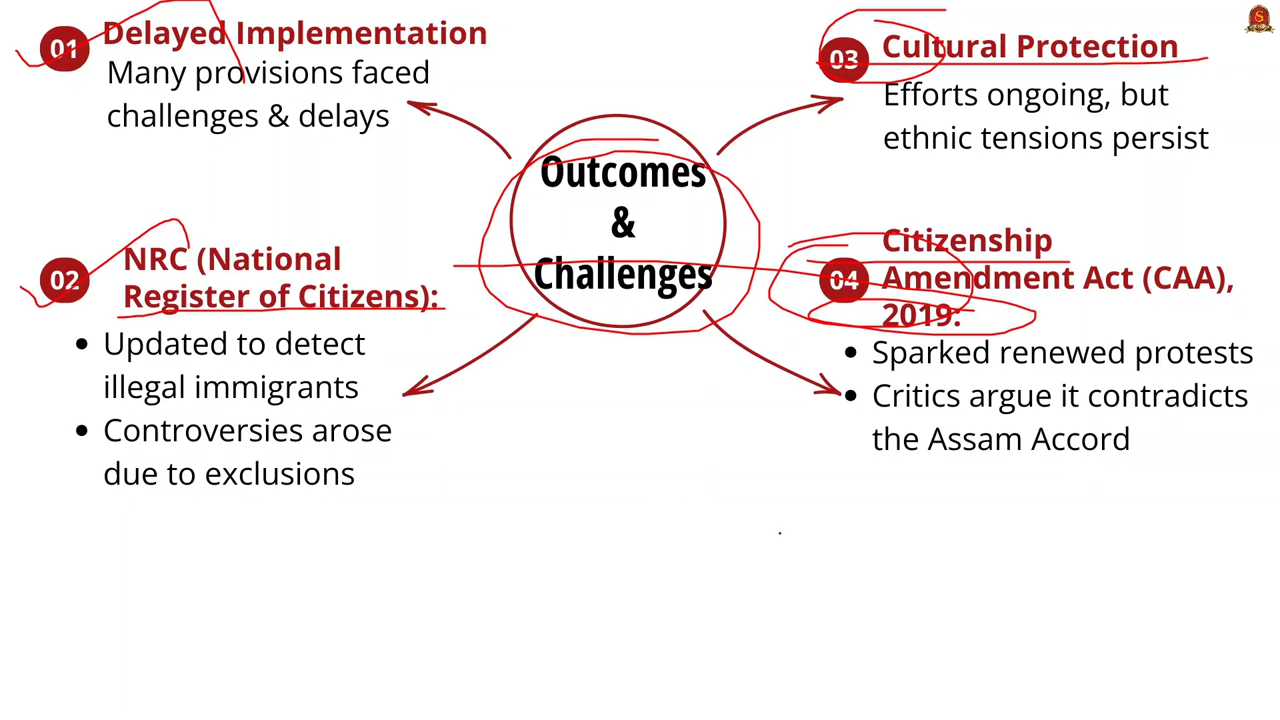 01
Delayed Implementation
Many provisions faced
challenges & delays
02
NRC (National
Register of Citizens):
• Updated to detect
illegal immigrants
• Controversies arose
due to exclusions
Outcomes
&
Challenges
03
Cultural Protection
Efforts ongoing, but
ethnic tensions persist
04
Citizenship
Amendment Act (CAA),
2019:
• Sparked renewed protests
• Critics argue it contradicts
the Assam Accord
S